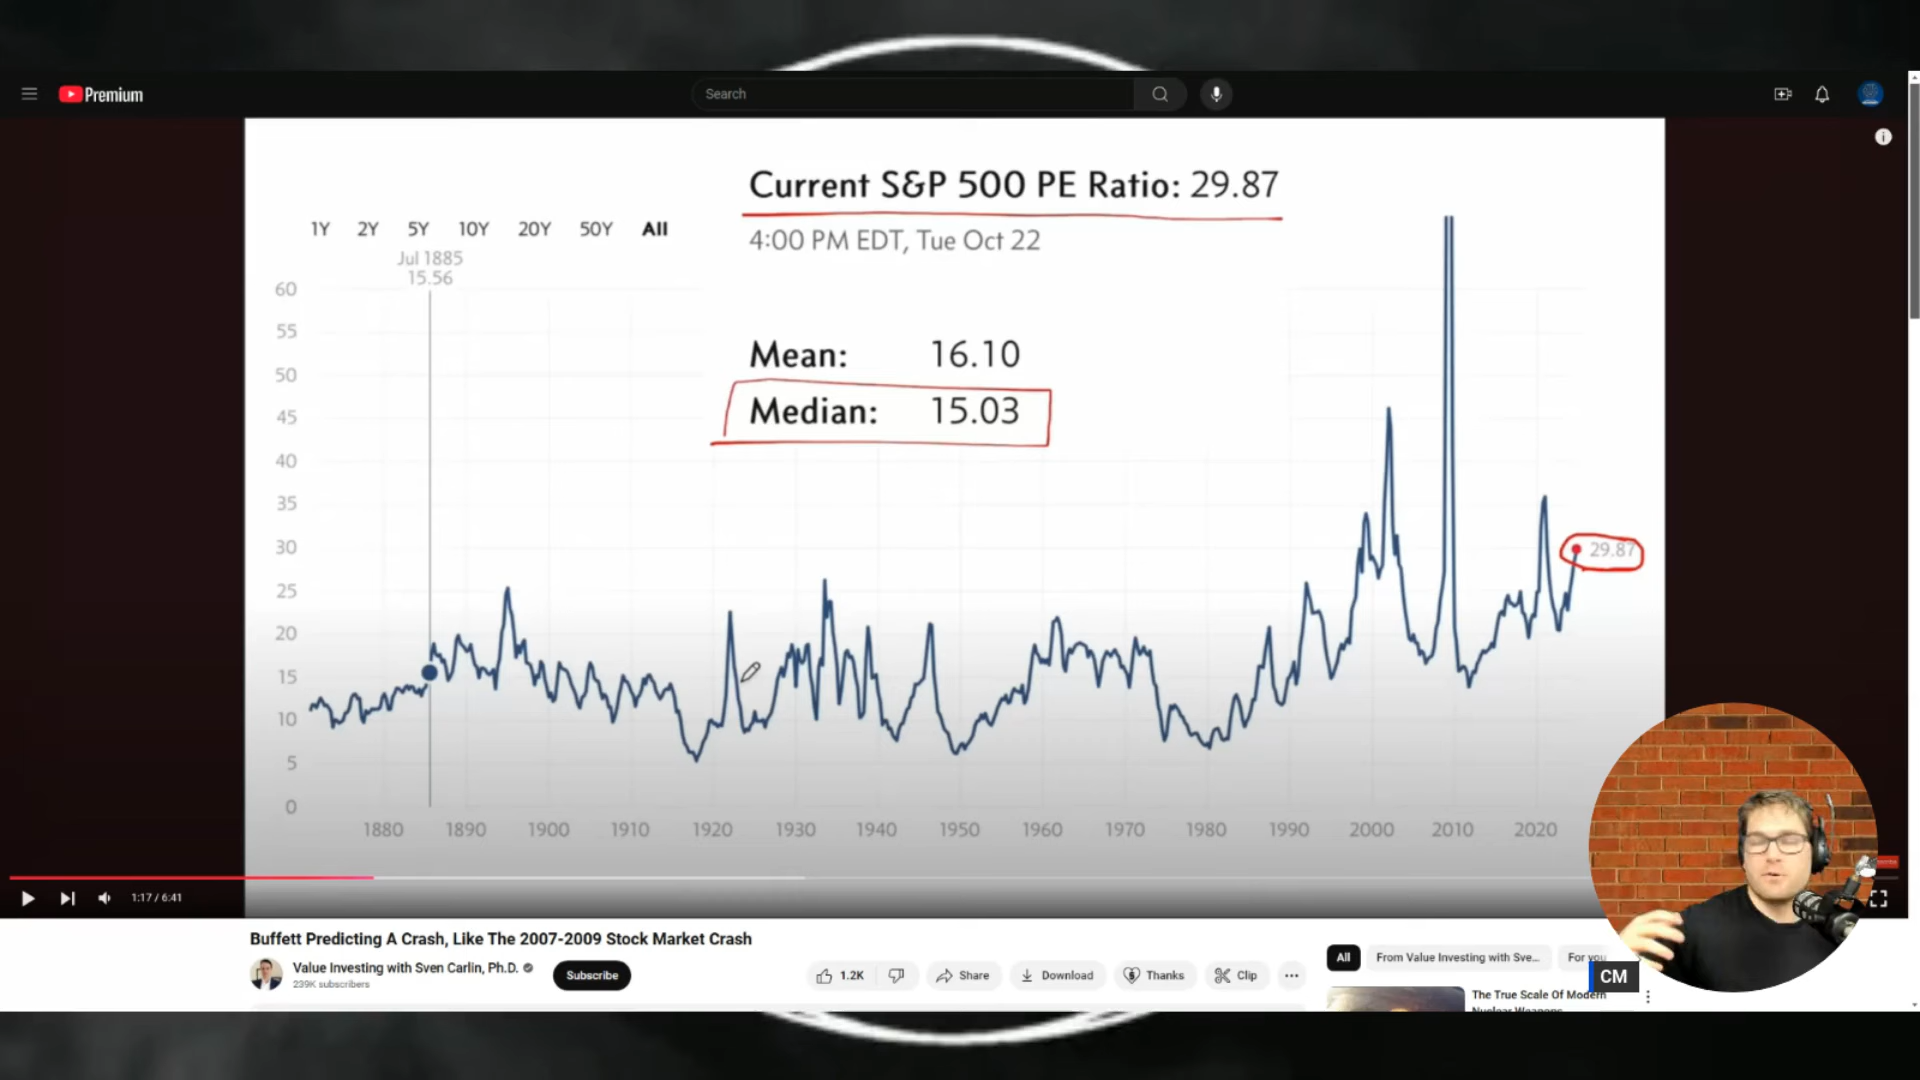 Premium
Search
Current S&P 500 PE Ratio: 29.87
4:00 PM EDT, Tue Oct 22
1Y 2Y 5Y 10Y 20Y 50Y All
Jul 1885
15.56
Mean: 16.10
Median: 15.03
60
55
50
45
40
35
30
25
20
15
10
5
0
29.87
1880 1890 1900 1910 1920 1930 1940 1950 1960 1970 1980 1990 2000 2010 2020
1:17 / 6:41
Buffett Predicting A Crash, Like The 2007-2009 Stock Market Crash
Value Investing with Sven Carlin, Ph.D.
239K subscribers
Subscribe
1.2K
Share
Download
Thanks
Clip
All
From Value Investing with Sve...
For you
CM
The True Scale Of Modern
Nuclear Weapons